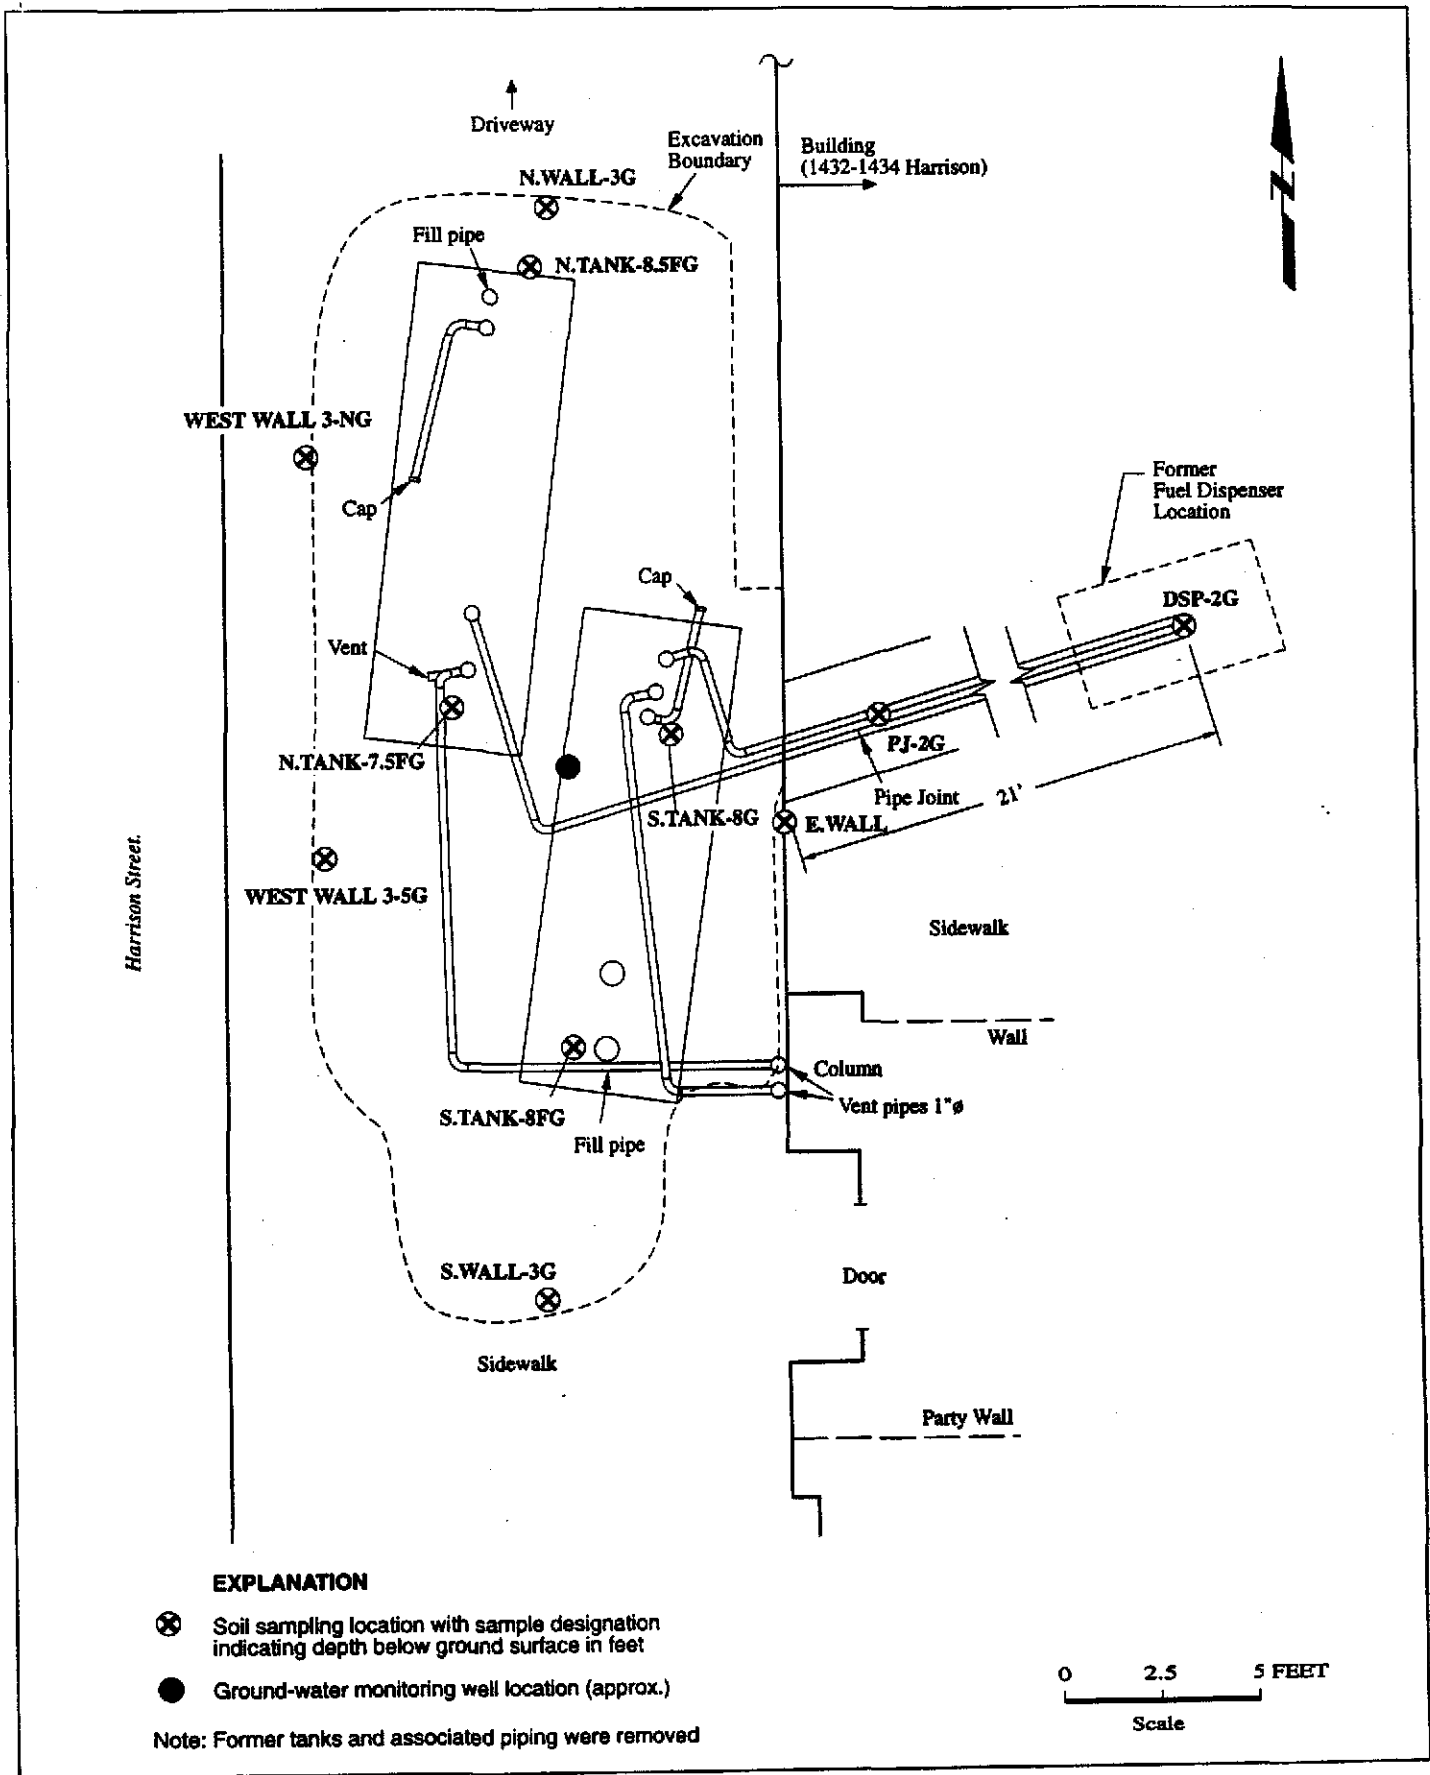 Driveway
Excavation
Boundary
Building
(1432-1434 Harrison)
N
N.WALL-3G
Fill pipe
N.TANK-8.5FG
WEST WALL 3-NG
Cap
Former
Fuel Dispenser
Location
Cap
DSP-2G
Vent
N.TANK-7.5FG
PJ-2G
Pipe Joint
21'
S.TANK-8G
E.WALL
WEST WALL 3-5G
Harrison Street.
Sidewalk
Wall
Column
Vent pipes 1"ø
S.TANK-8FG
Fill pipe
S.WALL-3G
Door
Sidewalk
Party Wall
EXPLANATION
Soil sampling location with sample designation
indicating depth below ground surface in feet
Ground-water monitoring well location (approx.)
Note: Former tanks and associated piping were removed
0 2.5 5 FEET
Scale